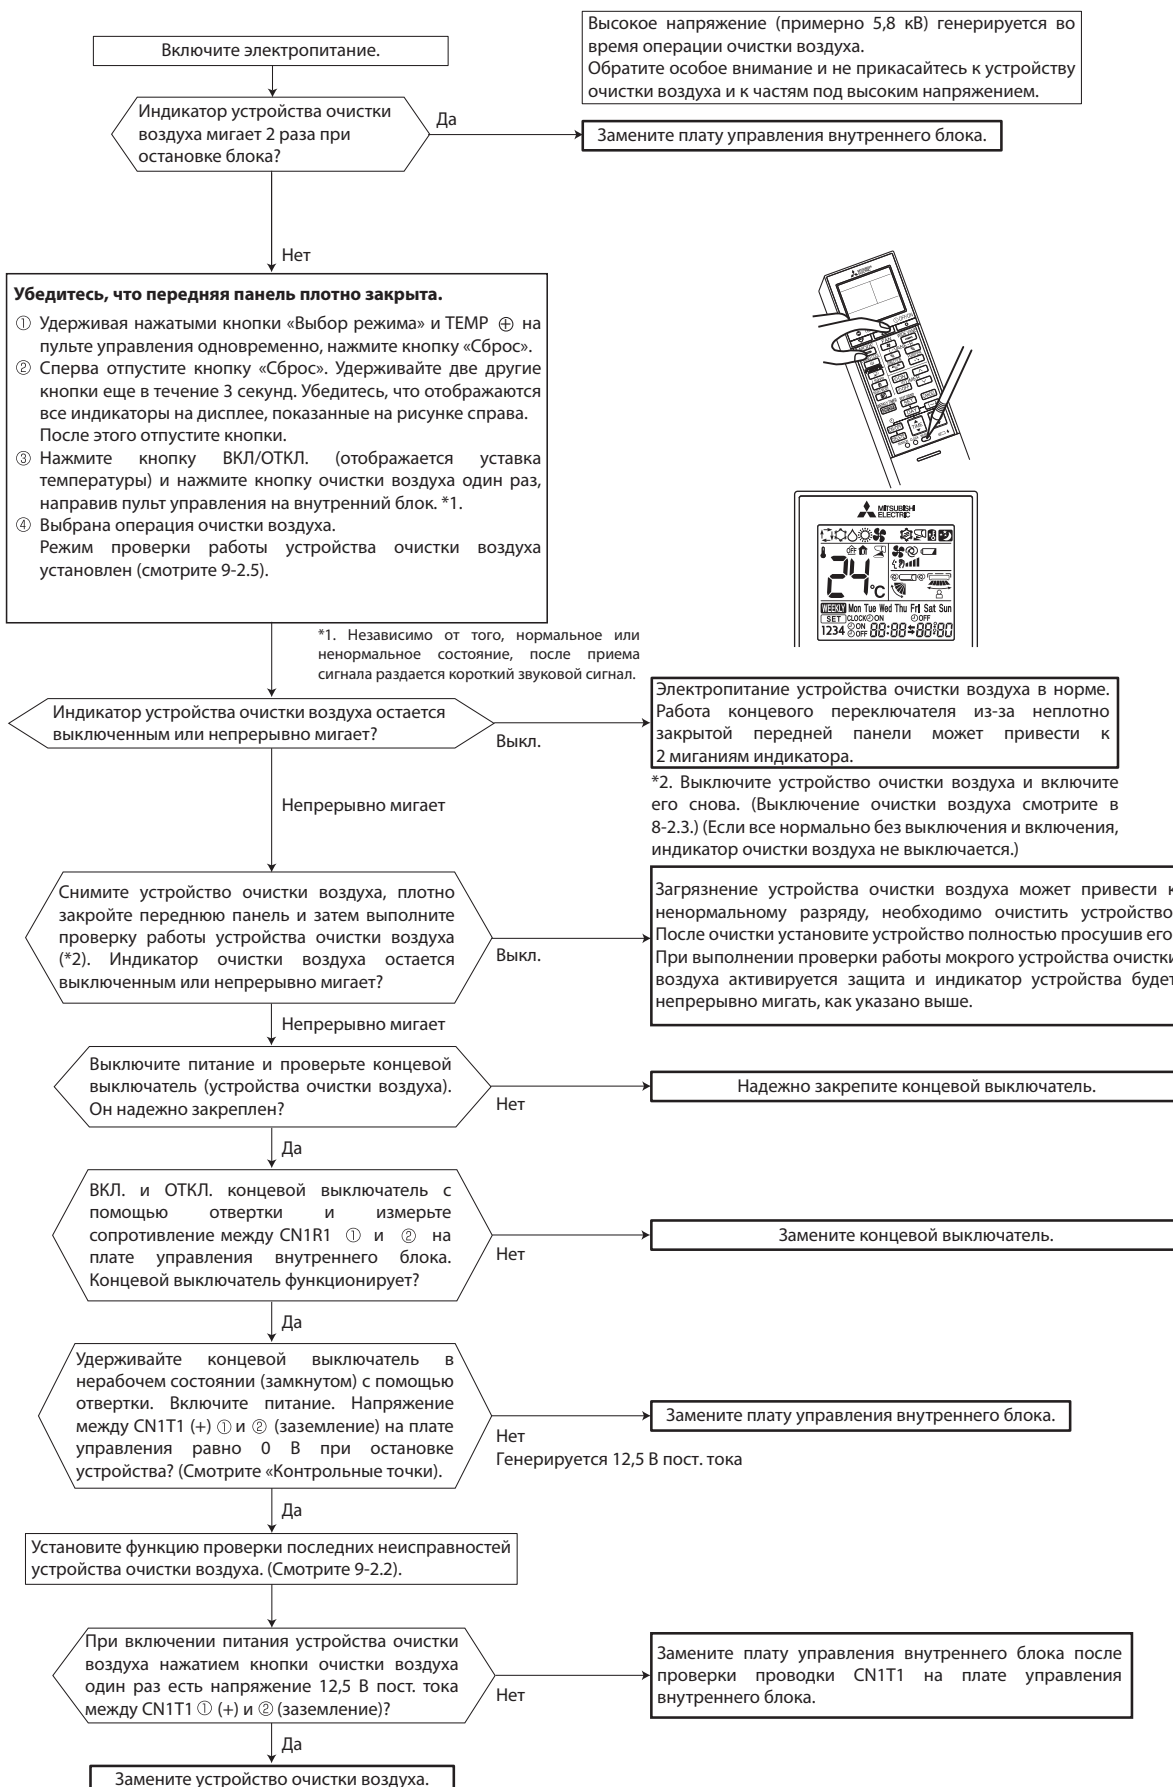 Высокое напряжение (примерно 5,8 кВ) генерируется во
время операции очистки воздуха.
Обратите особое внимание и не прикасайтесь к устройству
очистки воздуха и к частям под высоким напряжением.
Включите электропитание.
Индикатор устройства очистки
воздуха мигает 2 раза при
остановке блока?
Да
Замените плату управления внутреннего блока.
Нет
Убедитесь, что передняя панель плотно закрыта.
① Удерживая нажатыми кнопки «Выбор режима» и TEMP ⊕ на
пульте управления одновременно, нажмите кнопку «Сброс».
② Сперва отпустите кнопку «Сброс». Удерживайте две другие
кнопки еще в течение 3 секунд. Убедитесь, что отображаются
все индикаторы на дисплее, показанные на рисунке справа.
После этого отпустите кнопки.
③ Нажмите кнопку ВКЛ/ОТКЛ. (отображается уставка
температуры) и нажмите кнопку очистки воздуха один раз,
направив пульт управления на внутренний блок. *1.
④ Выбрана операция очистки воздуха.
Режим проверки работы устройства очистки воздуха
установлен (смотрите 9-2.5).
MITSUBISHI
ELECTRIC
24°C
WEEKLY Mon Tue Wed Thu Fri Sat Sun
SET CLOCK ON OFF
1234 ON OFF 88:88 88:80
*1. Независимо от того, нормальное или
ненормальное состояние, после приема
сигнала раздается короткий звуковой сигнал.
Индикатор устройства очистки воздуха остается
выключенным или непрерывно мигает?
Выкл.
Электропитание устройства очистки воздуха в норме.
Работа концевого переключателя из-за неплотно
закрытой передней панели может привести к
2 миганиям индикатора.
*2. Выключите устройство очистки воздуха и включите
его снова. (Выключение очистки воздуха смотрите в
8-2.3.) (Если все нормально без выключения и включения,
индикатор очистки воздуха не выключается.)
Непрерывно мигает
Снимите устройство очистки воздуха, плотно
закройте переднюю панель и затем выполните
проверку работы устройства очистки воздуха
(*2). Индикатор очистки воздуха остается
выключенным или непрерывно мигает?
Выкл.
Загрязнение устройства очистки воздуха может привести к
ненормальному разряду, необходимо очистить устройство
После очистки установите устройство полностью просушив его
При выполнении проверки работы мокрого устройства очистки
воздуха активируется защита и индикатор устройства будет
непрерывно мигать, как указано выше.
Непрерывно мигает
Выключите питание и проверьте концевой
выключатель (устройства очистки воздуха).
Он надежно закреплен?
Нет
Надежно закрепите концевой выключатель.
Да
ВКЛ. и ОТКЛ. концевой выключатель с
помощью отвертки и измерьте
сопротивление между CN1R1 ① и ② на
плате управления внутреннего блока.
Концевой выключатель функционирует?
Нет
Замените концевой выключатель.
Да
Удерживайте концевой выключатель в
нерабочем состоянии (замкнутом) с помощью
отвертки. Включите питание. Напряжение
между CN1T1 (+) ① и ② (заземление) на плате
управления равно 0 В при остановке
устройства? (Смотрите «Контрольные точки).
Нет
Генерируется 12,5 В пост. тока
Замените плату управления внутреннего блока.
Да
Установите функцию проверки последних неисправностей
устройства очистки воздуха. (Смотрите 9-2.2).
При включении питания устройства очистки
воздуха нажатием кнопки очистки воздуха
один раз есть напряжение 12,5 В пост. тока
между CN1T1 ① (+) и ② (заземление)?
Нет
Замените плату управления внутреннего блока после
проверки проводки CN1T1 на плате управления
внутреннего блока.
Да
Замените устройство очистки воздуха.